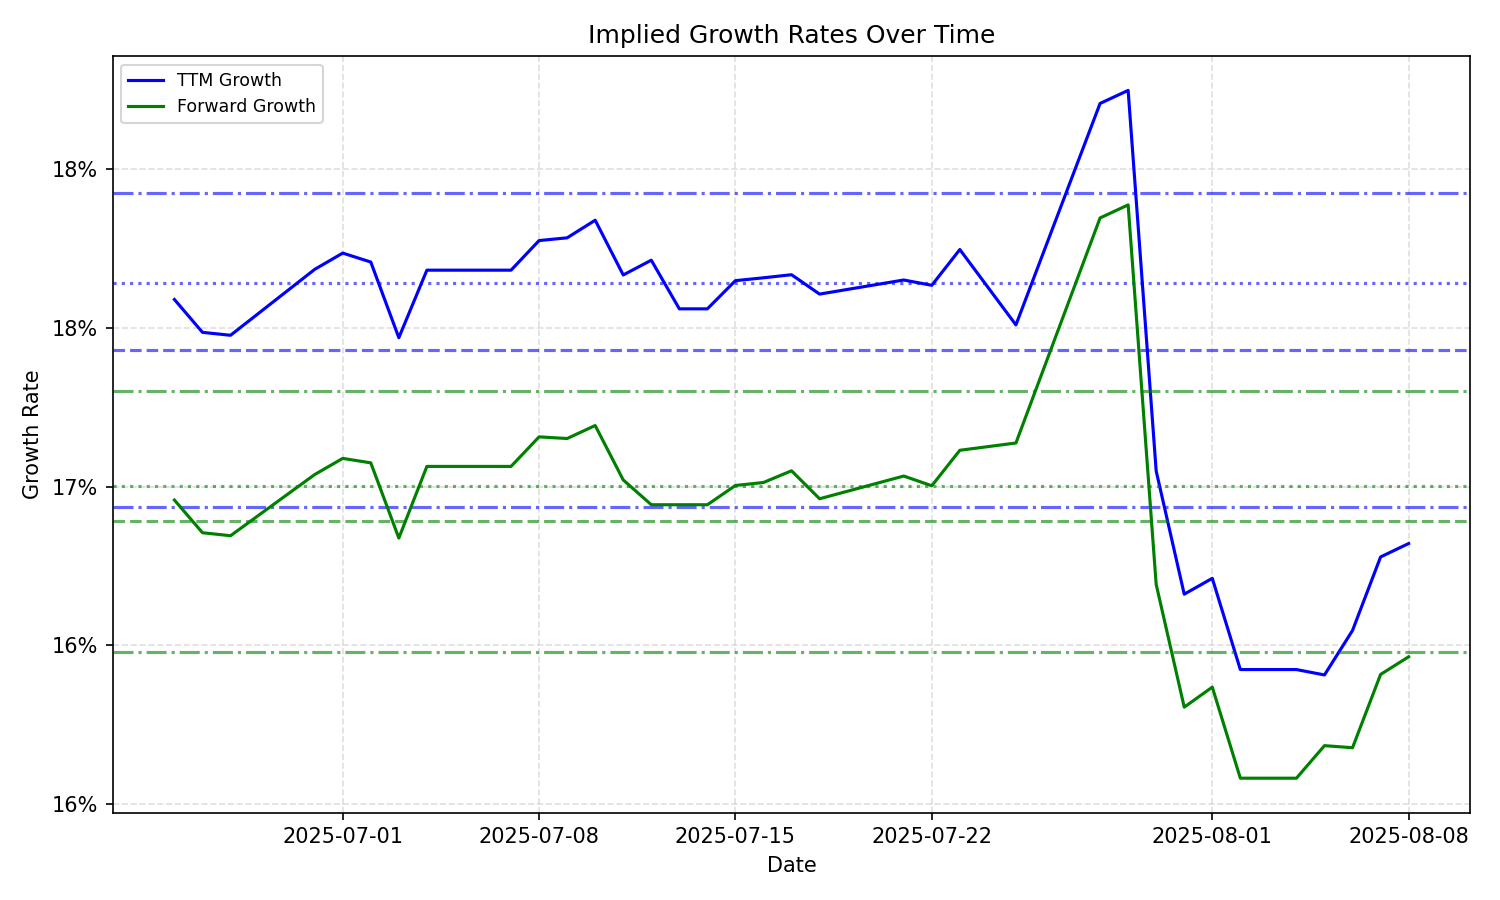 Implied Growth Rates Over Time
TTM Growth
Forward Growth
18%
18%
17%
16%
16%
Growth Rate
2025-07-01
2025-07-08
2025-07-15
2025-07-22
2025-08-01
2025-08-08
Date